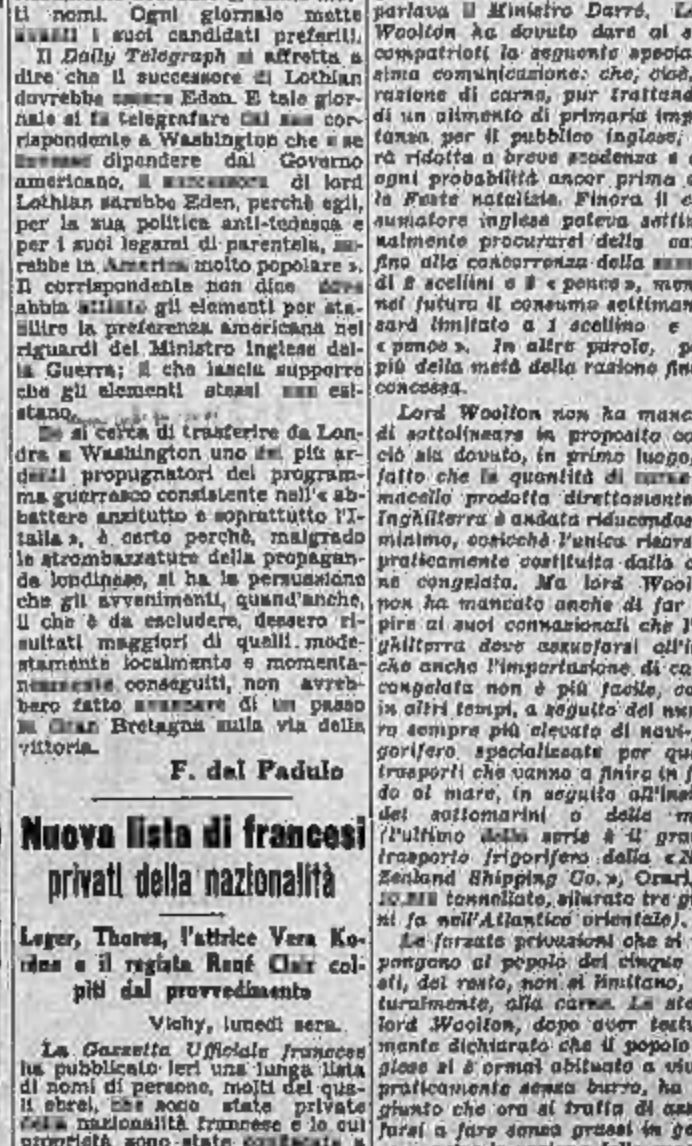 ti nomi. Ogni giornale mette
avanti i suoi candidati preferiti.
Il Daily Telegraph si affretta a
dire che il successore di Lothian
dovrebbe essere Eden. E tale gior-
nale si fa telegrafare dal suo cor-
rispondente a Washington che « se
dipendere dal Governo
americano, il successore di lord
Lothian sarebbe Eden, perchè egli,
per la sua politica anti-tedesca e
per i suoi legami di parentela, sa-
rebbe in America molto popolare ».
Il corrispondente non dice dove
abbia attinto gli elementi per sta-
bilire la preferenza americana nei
riguardi del Ministro inglese del-
la Guerra; il che lascia supporre
che gli elementi stessi non esi-
stano.
Se si cerca di trasferire da Lon-
dra a Washington uno dei più ar-
denti propugnatori del program-
ma guerrasco consistente nell'« ab-
battere anzitutto e soprattutto l'I-
talia », è certo perchè, malgrado
le strombazzature della propagan-
da londinese, si ha la persuasione
che gli avvenimenti, quand'anche,
il che è da escludere, dessero ri-
sultati maggiori di quelli mode-
stamente localmente e momenta-
neamente conseguiti, non avreb-
bero fatto avanzare di un passo
la Gran Bretagna sulla via della
vittoria.
F. dal Padulo
Nuova lista di francesi
privati della nazionalità
Leger, Thorez, l'attrice Vera Ko-
rène e il regista René Clair col-
piti dal provvedimento
Vichy, lunedì sera.
La Gazzetta Ufficiale francese
ha pubblicato ieri una lunga lista
di nomi di persone, molti dei qua-
li ebrei, che sono state private
della nazionalità francese e le cui
proprietà sono state confiscate a
parlava il Ministro Darré. L
Woolton ha dovuto dare ai s
compatrioti la seguente special
sima comunicazione: che, cioè,
razione di carne, pur trattand
di un alimento di primaria imp
tanza per il pubblico inglese,
rà ridotta a breve scadenza e
ogni probabilità ancor prima
le Feste natalizie. Finora il c
sumatore inglese poteva setti
nalmente procurarsi della ca
fino alla concorrenza della
di 2 scellini e 2 « pence », men
nel futuro il consumo settiman
sarà limitato a 1 scellino e
« pence ». In altre parole, p
più della metà della razione fin
concessa.
Lord Woolton non ha manc
di sottolineare in proposito co
ciò sia dovuto, in primo luogo,
fatto che la quantità di carne
macello prodotta direttamente
Inghilterra è andata riducendos
minimo, cosicchè l'unica risors
praticamente costituita dalla c
ne congelata. Ma lord Wool
non ha mancato anche di far
pire ai suoi connazionali che l'
ghilterra deve assuefarsi all'i
che anche l'importazione di ca
congelata non è più facile, co
in altri tempi, a seguito del nu
ro sempre più elevato di navi-
gorifero specializzate per qu
trasporti che vanno a finire in f
do al mare, in seguito all'ins
dei sottomarini o delle m
(l'ultimo della serie è il gra
trasporto frigorifero della « N
Zeeland Shipping Co. », Orari,
tonnellate, silurato tre g
ni fa nell'Atlantico orientale).
Le forzate privazioni che si
pongono al popolo dei cinque
sti, del resto, non si limitano,
turalmente, alla carne. Lo ste
lord Woolton, dopo aver testu
mente dichiarato che il popolo
glese si è ormai abituato a viv
praticamente senza burro, ha
giunto che ora si tratta di as
farsi a fare senza grassi in g